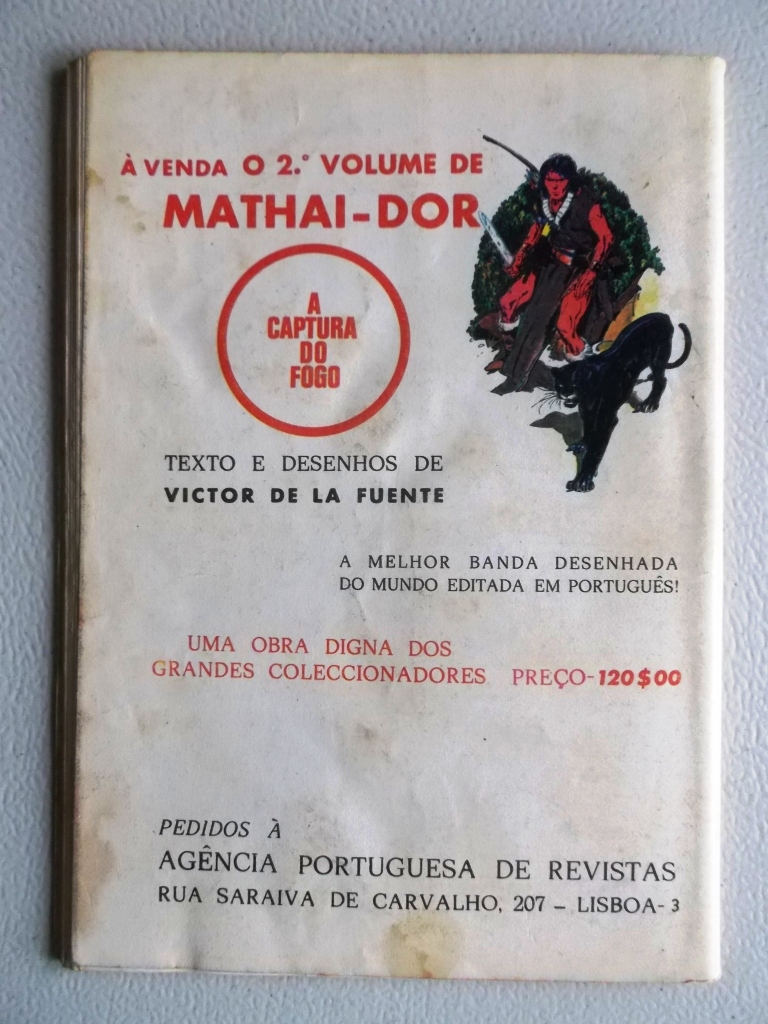 À VENDA O 2.º VOLUME DE
MATHAI-DOR
A
CAPTURA
DO
FOGO
TEXTO E DESENHOS DE
VICTOR DE LA FUENTE
A MELHOR BANDA DESENHADA
DO MUNDO EDITADA EM PORTUGUÊS!
UMA OBRA DIGNA DOS
GRANDES COLECCIONADORES PREÇO-120$00
PEDIDOS À
AGÊNCIA PORTUGUESA DE REVISTAS
RUA SARAIVA DE CARVALHO, 207 – LISBOA-3